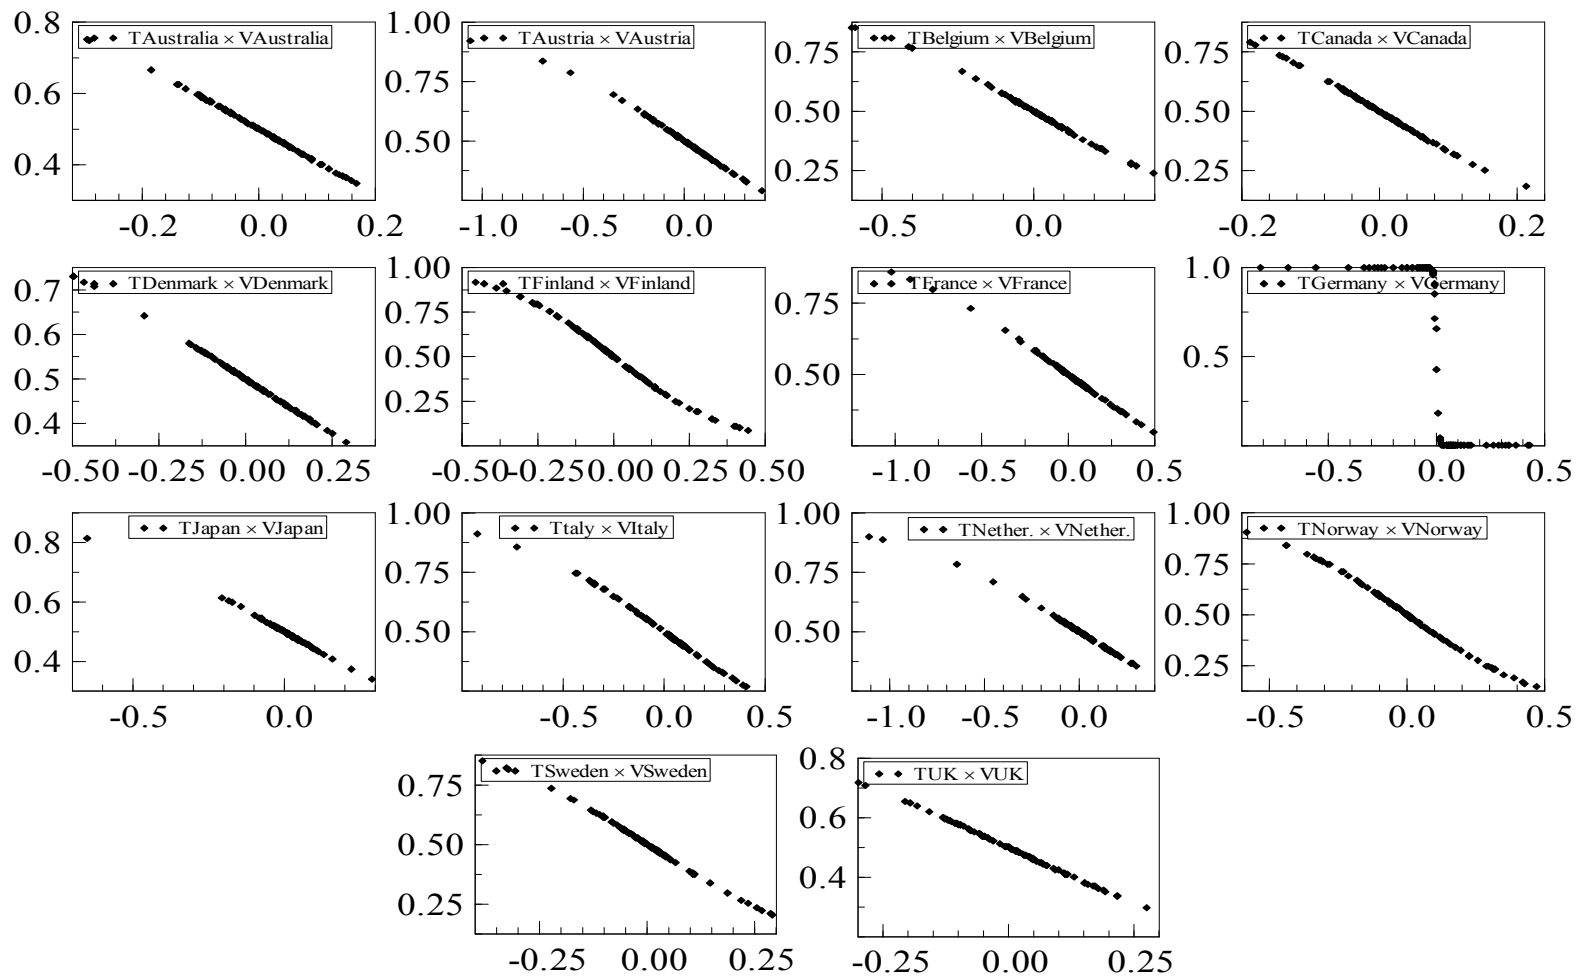 0.8
TAustralia × VAustralia
0.6
0.4
-0.2 0.0 0.2
1.00
TAustria × VAustria
0.75
0.50
-1.0 -0.5 0.0
TBelgium × VBelgium
0.75
0.50
0.25
-0.5 0.0
TCanada × VCanada
0.75
0.50
0.25
-0.2 0.0 0.2
TDenmark × VDenmark
0.7
0.6
0.5
0.4
-0.50 -0.25 0.00 0.25
1.00
TFinland × VFinland
0.75
0.50
0.25
-0.50 -0.25 0.00 0.25 0.50
TFrance × VFrance
0.75
0.50
-1.0 -0.5 0.0 0.5
1.0
TGermany × VGermany
0.5
-0.5 0.0 0.5
TJapan × VJapan
0.8
0.6
0.4
-0.5 0.0
1.00
TItaly × VItaly
0.75
0.50
-0.5 0.0 0.5
TNether. × VNether.
0.75
0.50
-1.0 -0.5 0.0
1.00
TNorway × VNorway
0.75
0.50
0.25
-0.5 0.0 0.5
TSweden × VSweden
0.75
0.50
0.25
-0.25 0.00 0.25
0.8
TUK × VUK
0.6
0.4
-0.25 0.00 0.25